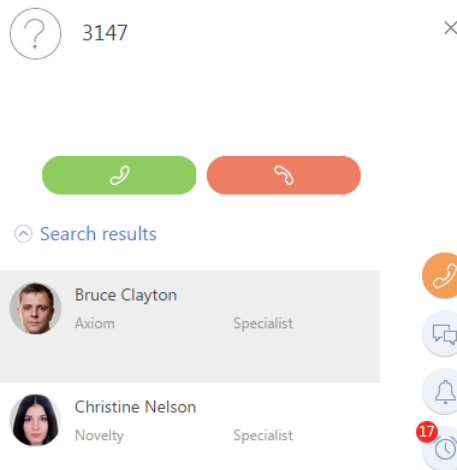 ?
3147
Search results
Bruce Clayton
Axiom Specialist
Christine Nelson
Novelty Specialist
17